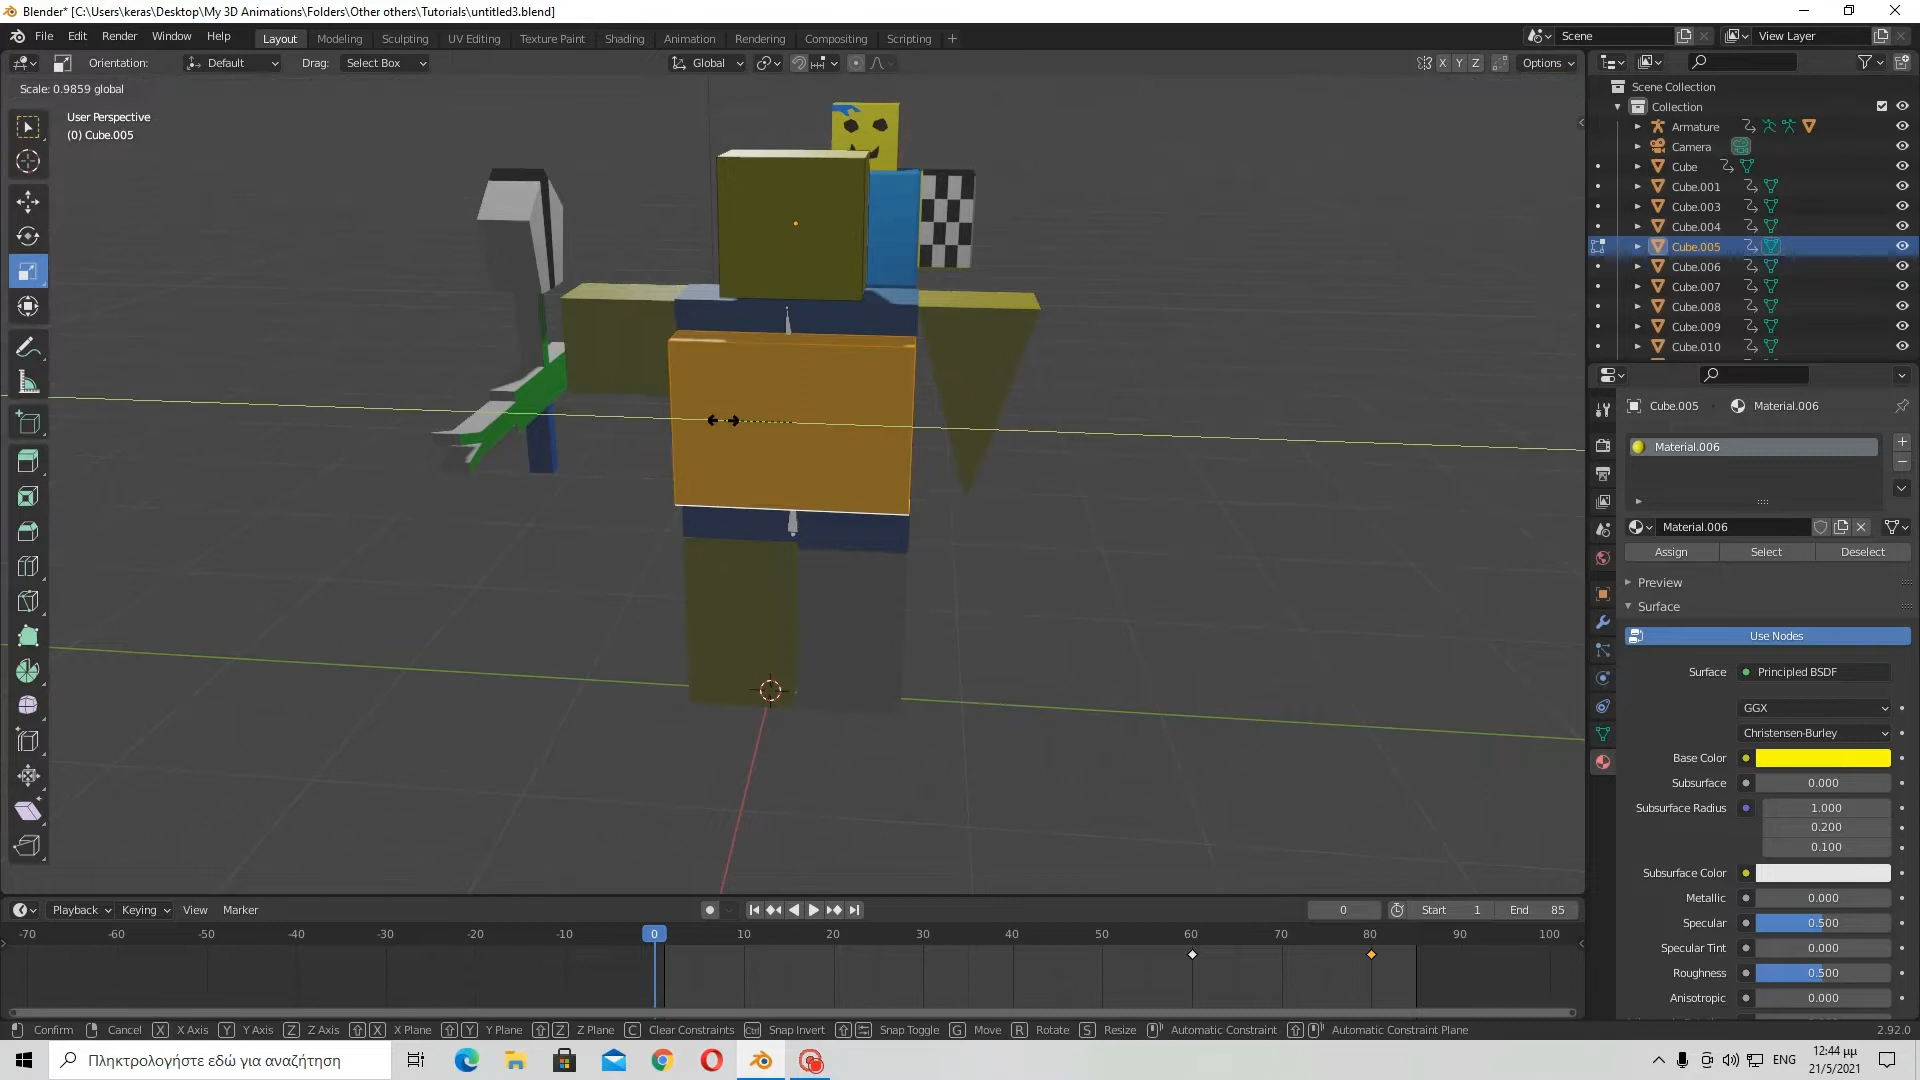 Blender* [C:\Users\keras\Desktop\My 3D Animations\Folders\Other others\Tutorials\untitled3.blend]
File Edit Render Window Help Layout Modeling Sculpting UV Editing Texture Paint Shading Animation Rendering Compositing Scripting Scene View Layer
Orientation: Default Drag: Select Box Global X Y Z Options
Scale: 0.9859 global
User Perspective
(0) Cube.005
Scene Collection
Collection
Armature
Camera
Cube
Cube.001
Cube.003
Cube.004
Cube.005
Cube.006
Cube.007
Cube.008
Cube.009
Cube.010
Cube.005 Material.006
Material.006
Material.006
Assign Select Deselect
Preview
Surface
Use Nodes
Surface Principled BSDF
GGX
Christensen-Burley
Base Color
Subsurface 0.000
Subsurface Radius 1.000
0.200
0.100
Subsurface Color
Metallic 0.000
Specular 0.500
Specular Tint 0.000
Roughness 0.500
Anisotropic 0.000
Playback Keying View Marker 0 Start 1 End 85
-70 -60 -50 -40 -30 -20 -10 0 10 20 30 40 50 60 70 80 90 100
Confirm Cancel X X Axis Y Y Axis Z Z Axis X X Plane Y Y Plane Z Z Plane C Clear Constraints Ctrl Snap Invert Snap Toggle G Move R Rotate S Resize Automatic Constraint Automatic Constraint Plane 2.92.0
Πληκτρολογήστε εδώ για αναζήτηση ENG 12:44 μμ
21/5/2021